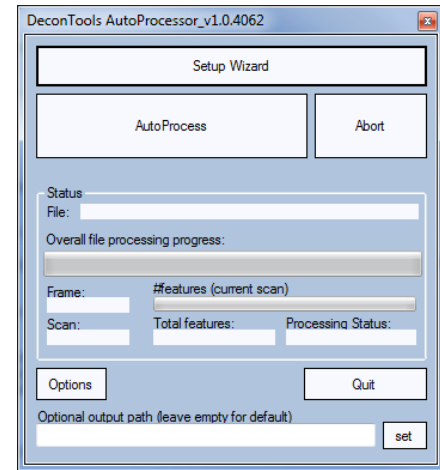 DeconTools AutoProcessor_v1.0.4062
x
Setup Wizard
AutoProcess
Abort
Status
File:
Overall file processing progress:
Frame:
#features (current scan)
Scan:
Total features:
Processing Status:
Options
Quit
Optional output path (leave empty for default)
set